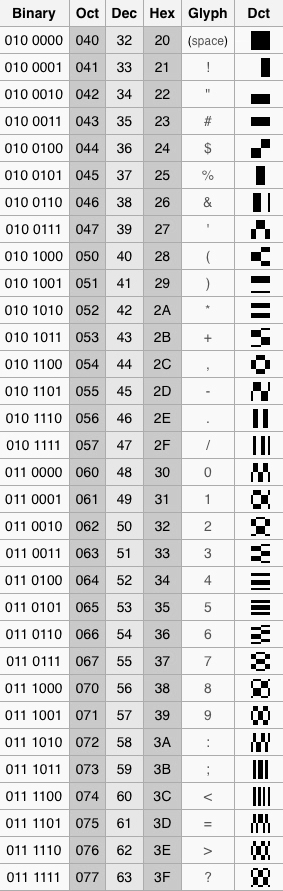 Binary Oct Dec Hex Glyph Dct
010 0000 040 32 20 (space)
010 0001 041 33 21 !
010 0010 042 34 22 "
010 0011 043 35 23 #
010 0100 044 36 24 $
010 0101 045 37 25 %
010 0110 046 38 26 &
010 0111 047 39 27 '
010 1000 050 40 28 (
010 1001 051 41 29 )
010 1010 052 42 2A *
010 1011 053 43 2B +
010 1100 054 44 2C ,
010 1101 055 45 2D -
010 1110 056 46 2E .
010 1111 057 47 2F /
011 0000 060 48 30 0
011 0001 061 49 31 1
011 0010 062 50 32 2
011 0011 063 51 33 3
011 0100 064 52 34 4
011 0101 065 53 35 5
011 0110 066 54 36 6
011 0111 067 55 37 7
011 1000 070 56 38 8
011 1001 071 57 39 9
011 1010 072 58 3A :
011 1011 073 59 3B ;
011 1100 074 60 3C <
011 1101 075 61 3D =
011 1110 076 62 3E >
011 1111 077 63 3F ?